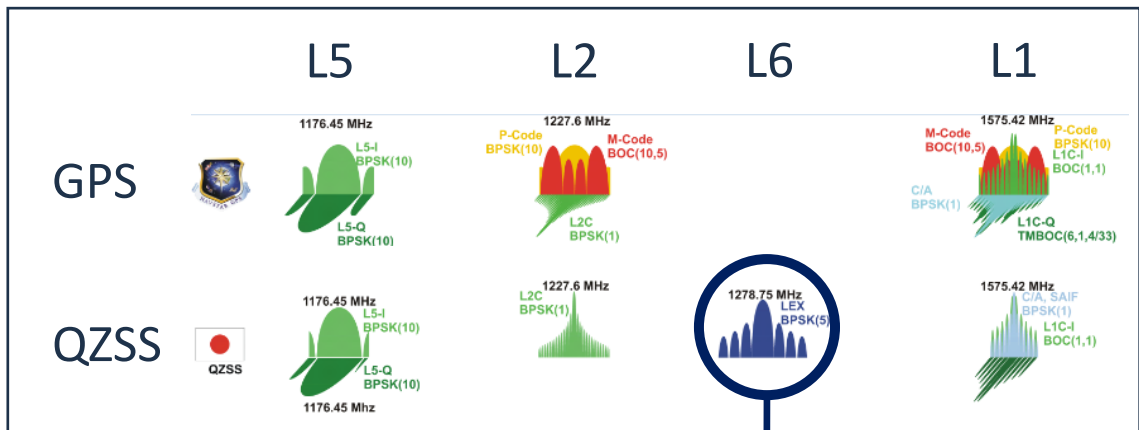 L5 L2 L6 L1
GPS
1176.45 MHz
L5-I
BPSK(10)
L5-Q
BPSK(10)
1227.6 MHz
P-Code
BPSK(10)
M-Code
BOC(10,5)
L2C
BPSK(1)
1575.42 MHz
M-Code
BOC(10,5)
P-Code
BPSK(10)
L1C-I
BOC(1,1)
C/A
BPSK(1)
L1C-Q
TMBOC(6,1,4/33)
QZSS
QZSS
1176.45 MHz
L5-I
BPSK(10)
L5-Q
BPSK(10)
1176.45 Mhz
1227.6 MHz
L2C
BPSK(1)
1278.75 MHz
LEX
BPSK(5)
1575.42 MHz
C/A, SAIF
BPSK(1)
L1C-I
BOC(1,1)